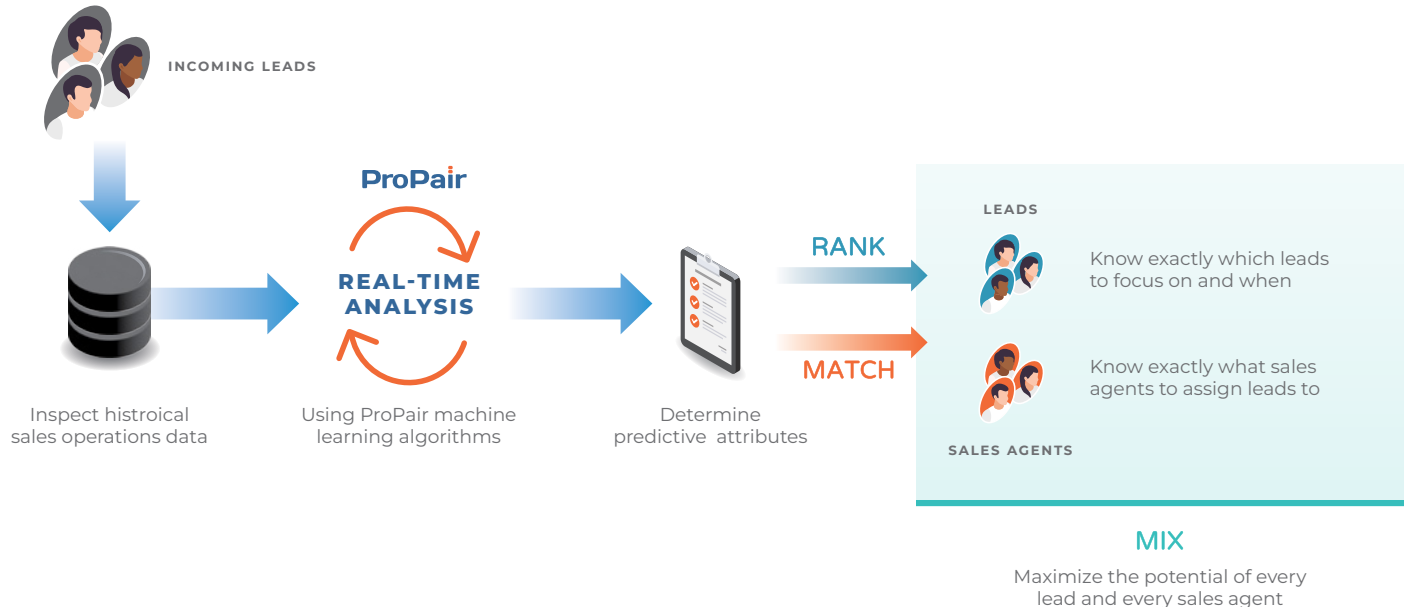 INCOMING LEADS
ProPair
REAL-TIME
ANALYSIS
Inspect histroical
sales operations data
Using ProPair machine
learning algorithms
Determine
predictive attributes
RANK
MATCH
LEADS
Know exactly which leads
to focus on and when
Know exactly what sales
agents to assign leads to
SALES AGENTS
MIX
Maximize the potential of every
lead and every sales agent